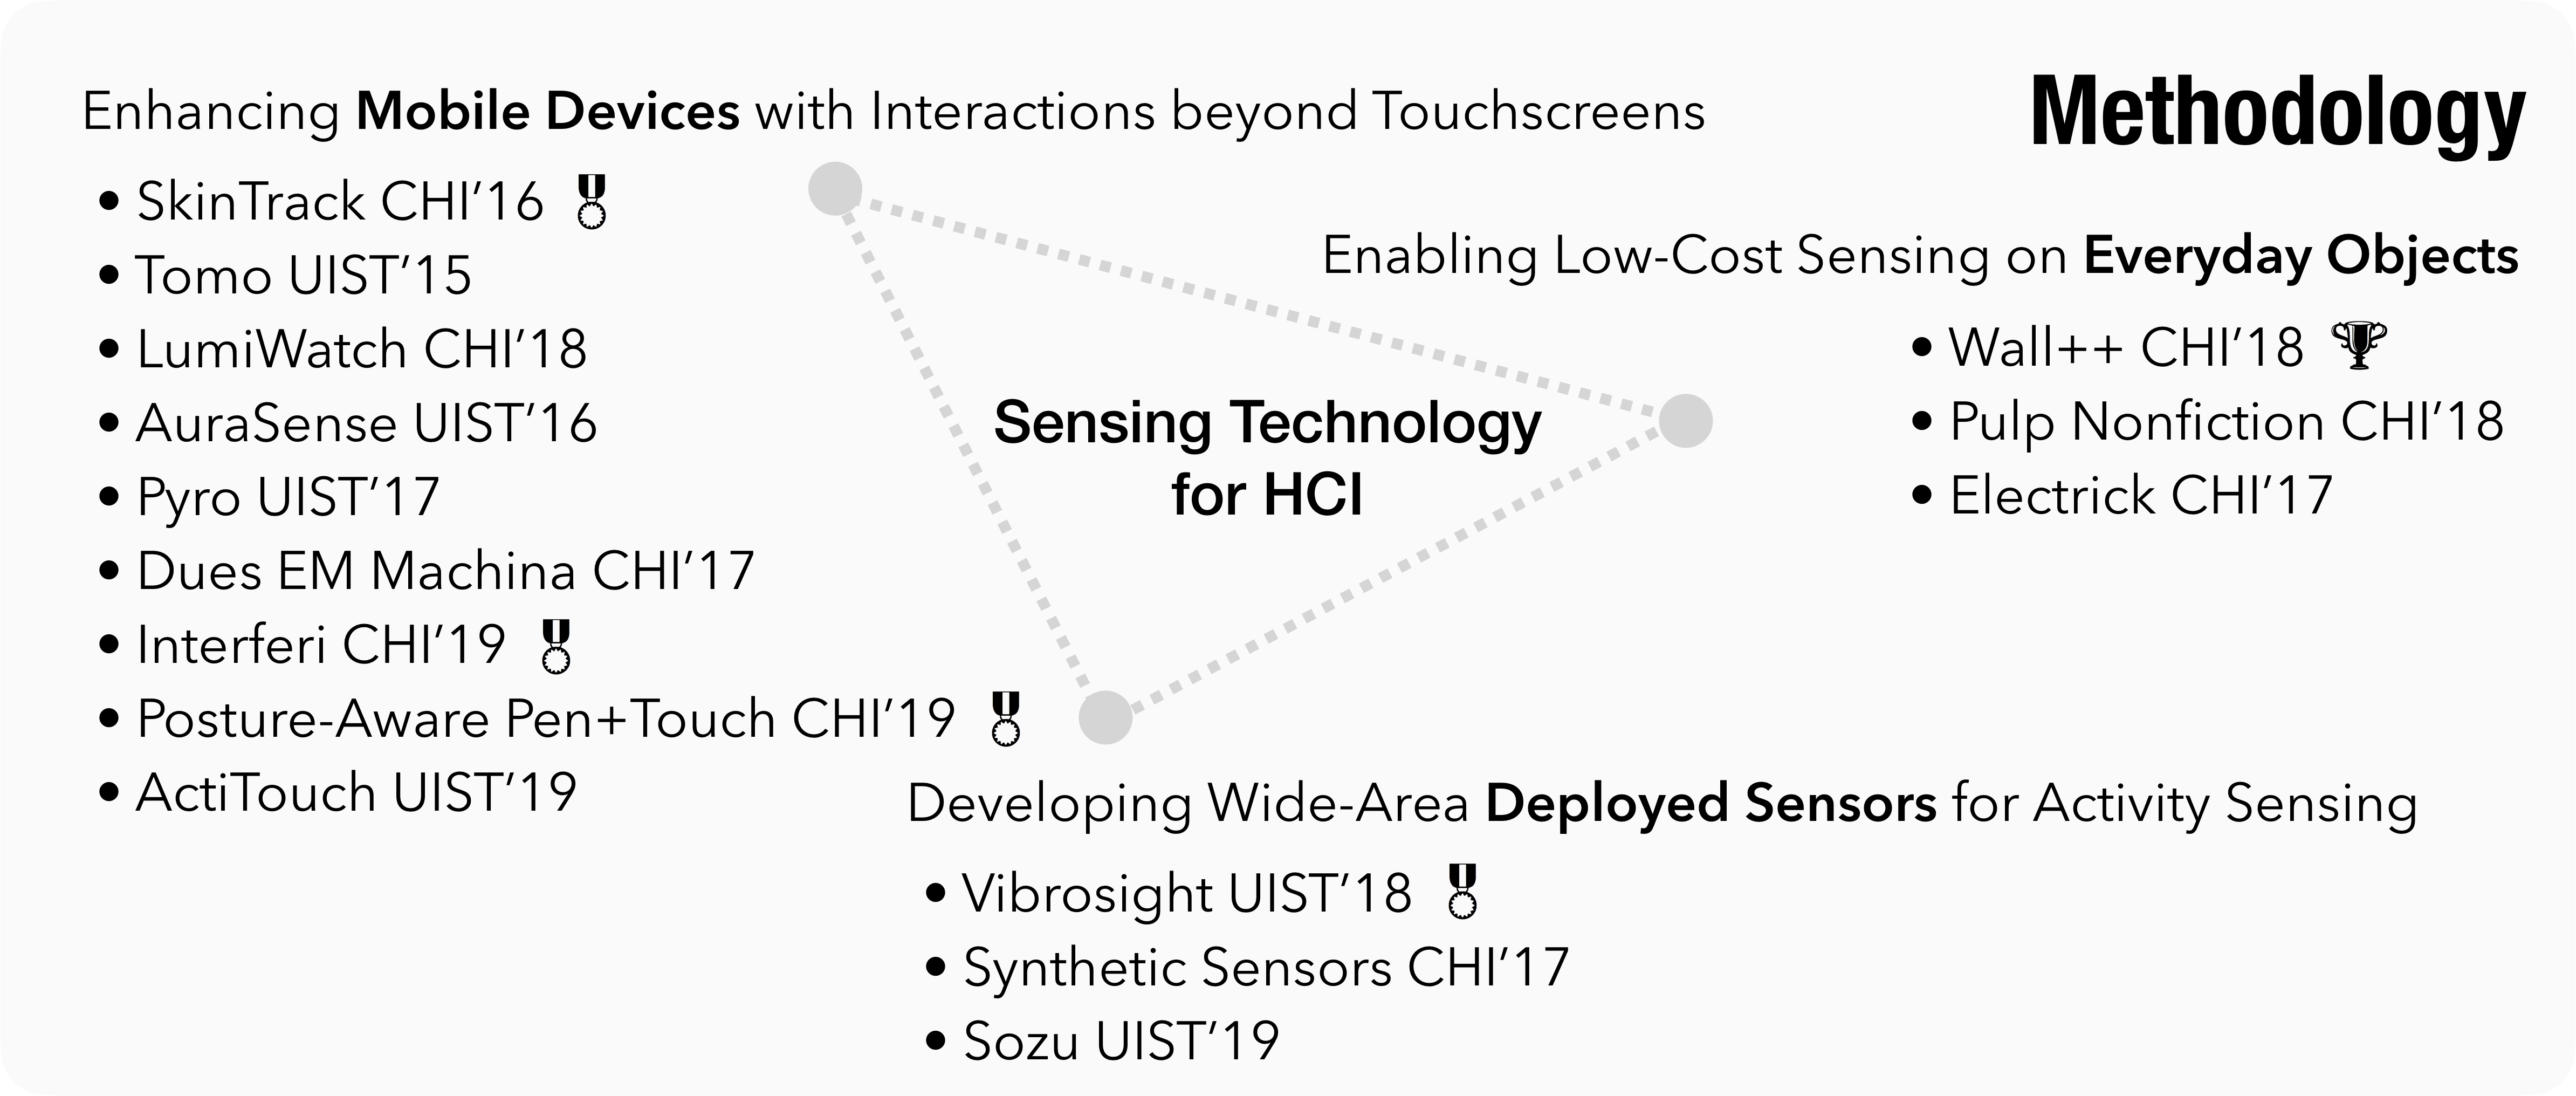 Methodology
Enhancing Mobile Devices with Interactions beyond Touchscreens
• SkinTrack CHI’16
• Tomo UIST’15
• LumiWatch CHI’18
• AuraSense UIST’16
• Pyro UIST’17
• Dues EM Machina CHI’17
• Interferi CHI’19
• Posture-Aware Pen+Touch CHI’19
• ActiTouch UIST’19
Enabling Low-Cost Sensing on Everyday Objects
• Wall++ CHI’18
• Pulp Nonfiction CHI’18
• Electrick CHI’17
Sensing Technology
for HCI
Developing Wide-Area Deployed Sensors for Activity Sensing
• Vibrosight UIST’18
• Synthetic Sensors CHI’17
• Sozu UIST’19